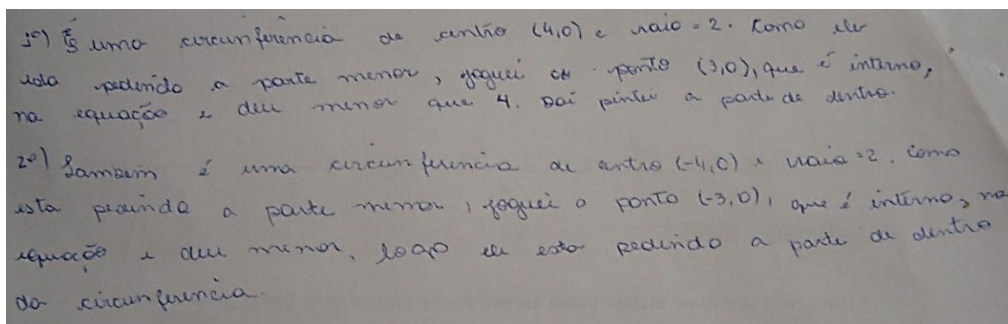 1º) É uma circunferência de centro (4,0) e raio = 2. Como ele
esta pedindo a parte menor, joguei o ponto (3,0), que é interno,
na equação e deu menor que 4. Daí pintei a parte de dentro.
2º) Também é uma circunferencia de centro (-4,0) e raio = 2. Como
esta pedindo a parte menor, joguei o ponto (-3,0), que é interno, na
equação e deu menor, logo ele esta pedindo a parte de dentro
da circunferencia.